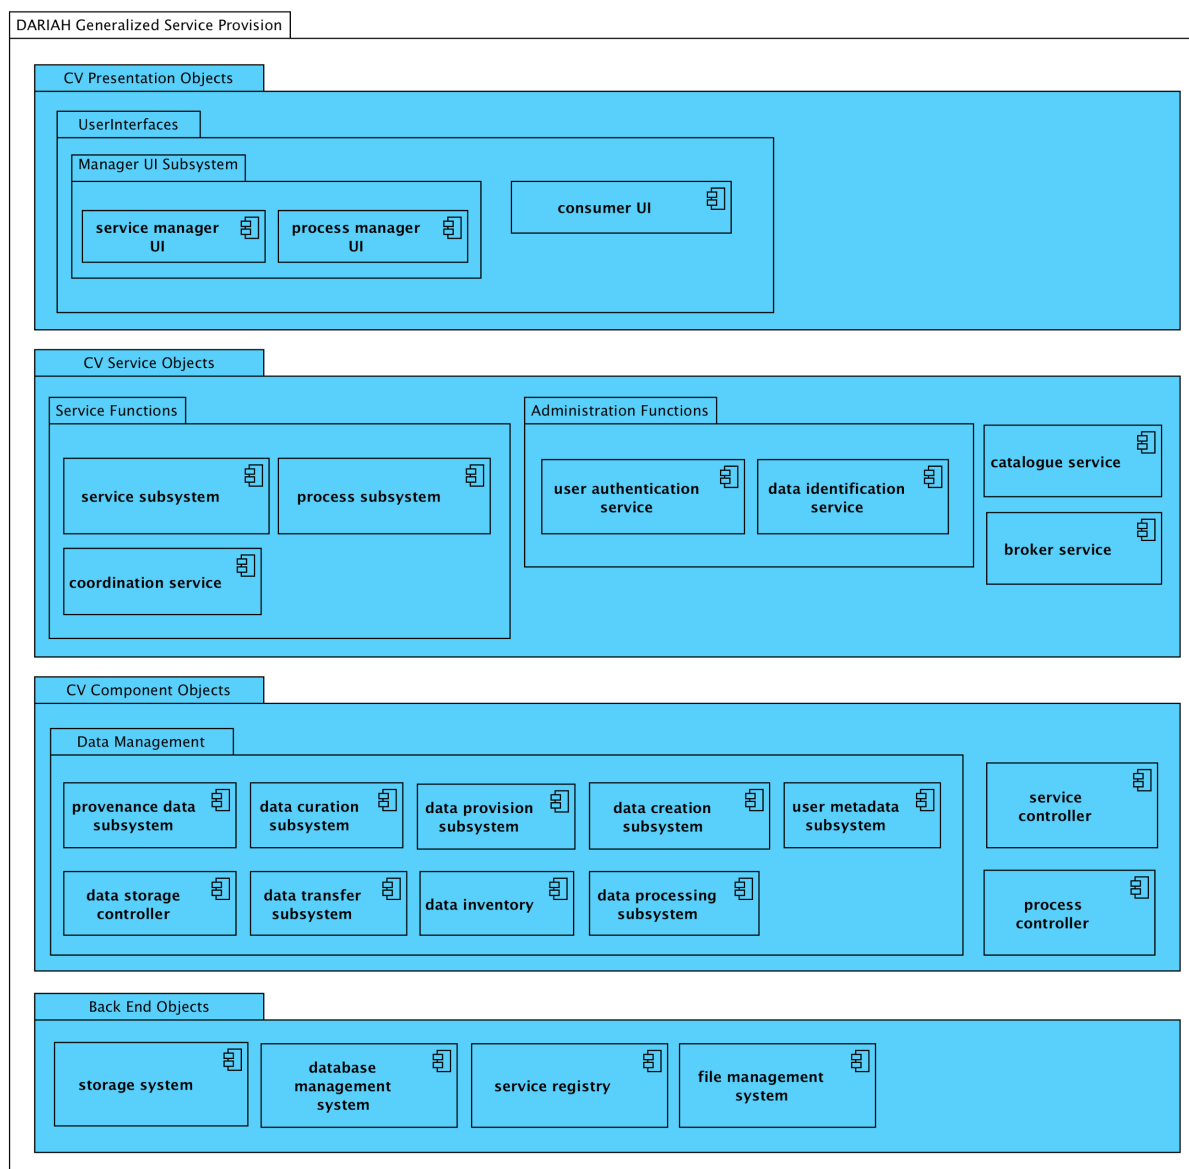 DARIAH Generalized Service Provision
CV Presentation Objects
UserInterfaces
Manager UI Subsystem
service manager
UI
process manager
UI
consumer UI
CV Service Objects
Service Functions
service subsystem
process subsystem
coordination service
Administration Functions
user authentication
service
data identification
service
catalogue service
broker service
CV Component Objects
Data Management
provenance data
subsystem
data curation
subsystem
data provision
subsystem
data creation
subsystem
user metadata
subsystem
data storage
controller
data transfer
subsystem
data inventory
data processing
subsystem
service
controller
process
controller
Back End Objects
storage system
database
management
system
service registry
file management
system